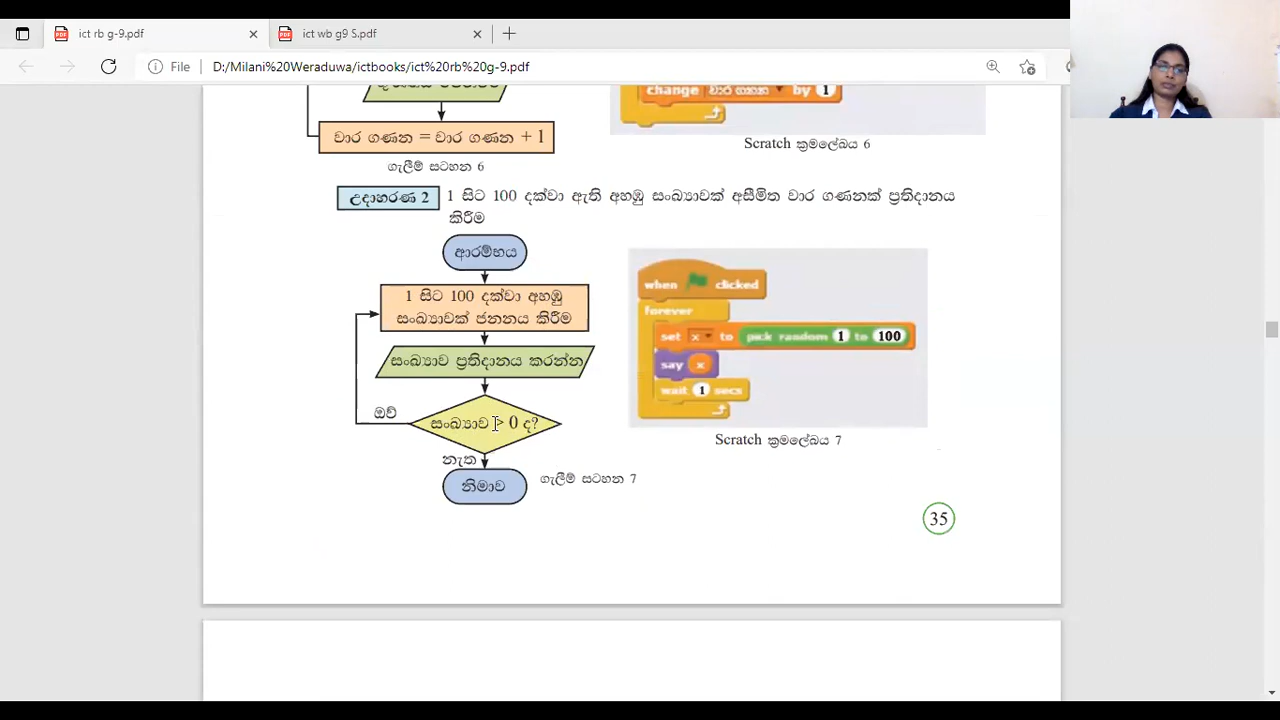 ict rb g-9.pdf
ict wb g9 S.pdf
File D:/Milani%20Weraduwa/ictbooks/ict%20rb%20g-9.pdf
change වාර ගණන by 1
වාර ගණන = වාර ගණන + 1
ගැලීම් සටහන 6
Scratch ක්‍රමලේඛය 6
උදාහරණ 2 1 සිට 100 දක්වා ඇති අහඹු සංඛ්‍යාවක් අසීමිත වාර ගණනක් ප්‍රතිදානය
කිරීම
ආරම්භය
1 සිට 100 දක්වා අහඹු
සංඛ්‍යාවක් ජනනය කිරීම
සංඛ්‍යාව ප්‍රතිදානය කරන්න
ඔව්
සංඛ්‍යාව > 0 ද?
නැත
නිමාව
ගැලීම් සටහන 7
when clicked
forever
set x to pick random 1 to 100
say x
wait 1 secs
Scratch ක්‍රමලේඛය 7
35